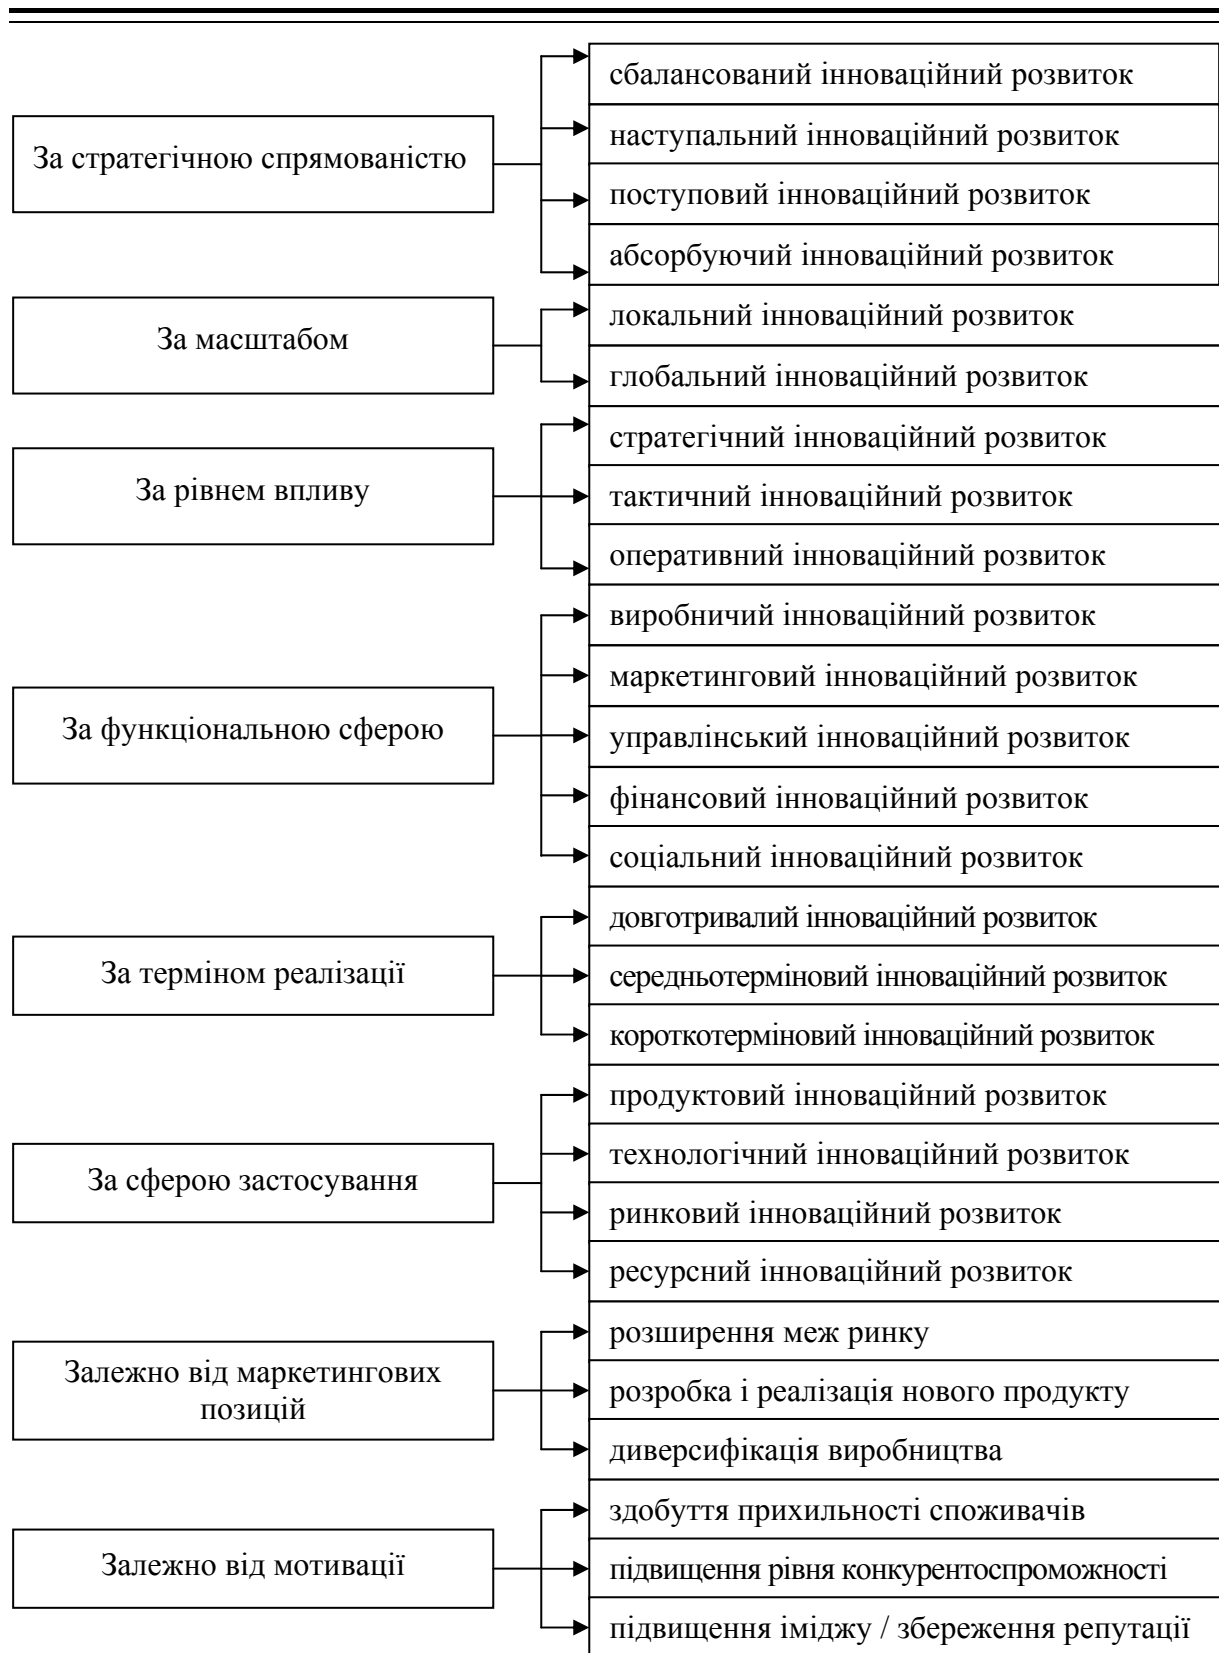 За стратегічною спрямованістю
сбалансований інноваційний розвиток
наступальний інноваційний розвиток
поступовий інноваційний розвиток
абсорбуючий інноваційний розвиток
За масштабом
локальний інноваційний розвиток
глобальний інноваційний розвиток
За рівнем впливу
стратегічний інноваційний розвиток
тактичний інноваційний розвиток
оперативний інноваційний розвиток
За функціональною сферою
виробничий інноваційний розвиток
маркетинговий інноваційний розвиток
управлінський інноваційний розвиток
фінансовий інноваційний розвиток
соціальний інноваційний розвиток
За терміном реалізації
довготривалий інноваційний розвиток
середньотерміновий інноваційний розвиток
короткотерміновий інноваційний розвиток
За сферою застосування
продуктовий інноваційний розвиток
технологічний інноваційний розвиток
ринковий інноваційний розвиток
ресурсний інноваційний розвиток
Залежно від маркетингових
позицій
розширення меж ринку
розробка і реалізація нового продукту
диверсифікація виробництва
Залежно від мотивації
здобуття прихильності споживачів
підвищення рівня конкурентоспроможності
підвищення іміджу / збереження репутації